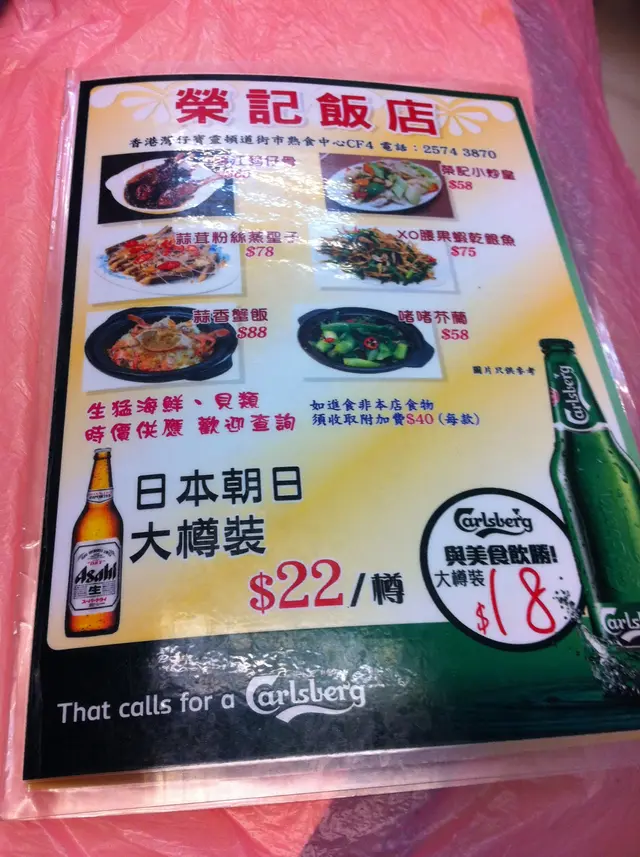 榮記飯店
香港灣仔寶靈頓道街市熟食中心CF4 電話：2574 3870
榮記小炒皇
$58
蒜茸粉絲蒸聖子
$78
XO腰果蝦乾銀魚
$75
蒜香蟹飯
$88
啫啫芥蘭
$58
圖片只供參考
生猛海鮮、貝類
時價供應 歡迎查詢
如進食非本店食物
須收取附加費$40(每款)
日本朝日
大樽裝
$22/樽
Asahi
生
Carlsberg
Carlsberg
與美食飲勝!
大樽裝
$18
Carls
That calls for a Carlsberg